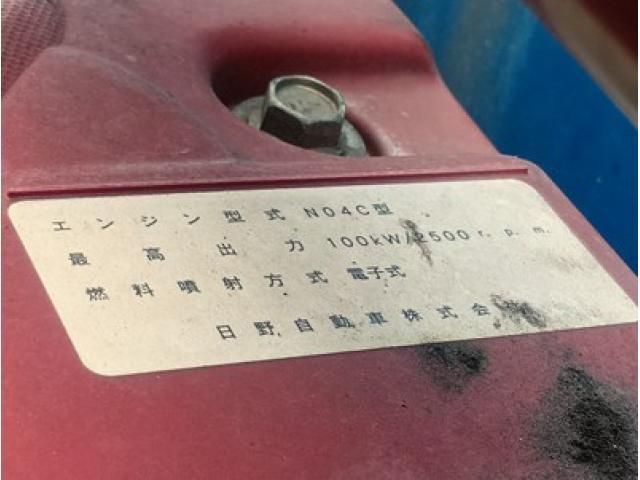 エンジン型式 N04C型
最高出力 100kW/2500r.p.m.
燃料噴射方式 電子式
日野自動車株式会